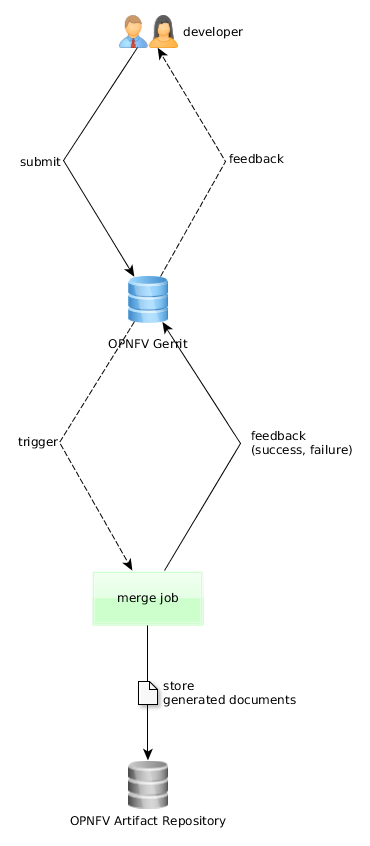 developer
submit
feedback
OPNFV Gerrit
trigger
feedback
(success, failure)
merge job
store
generated documents
OPNFV Artifact Repository